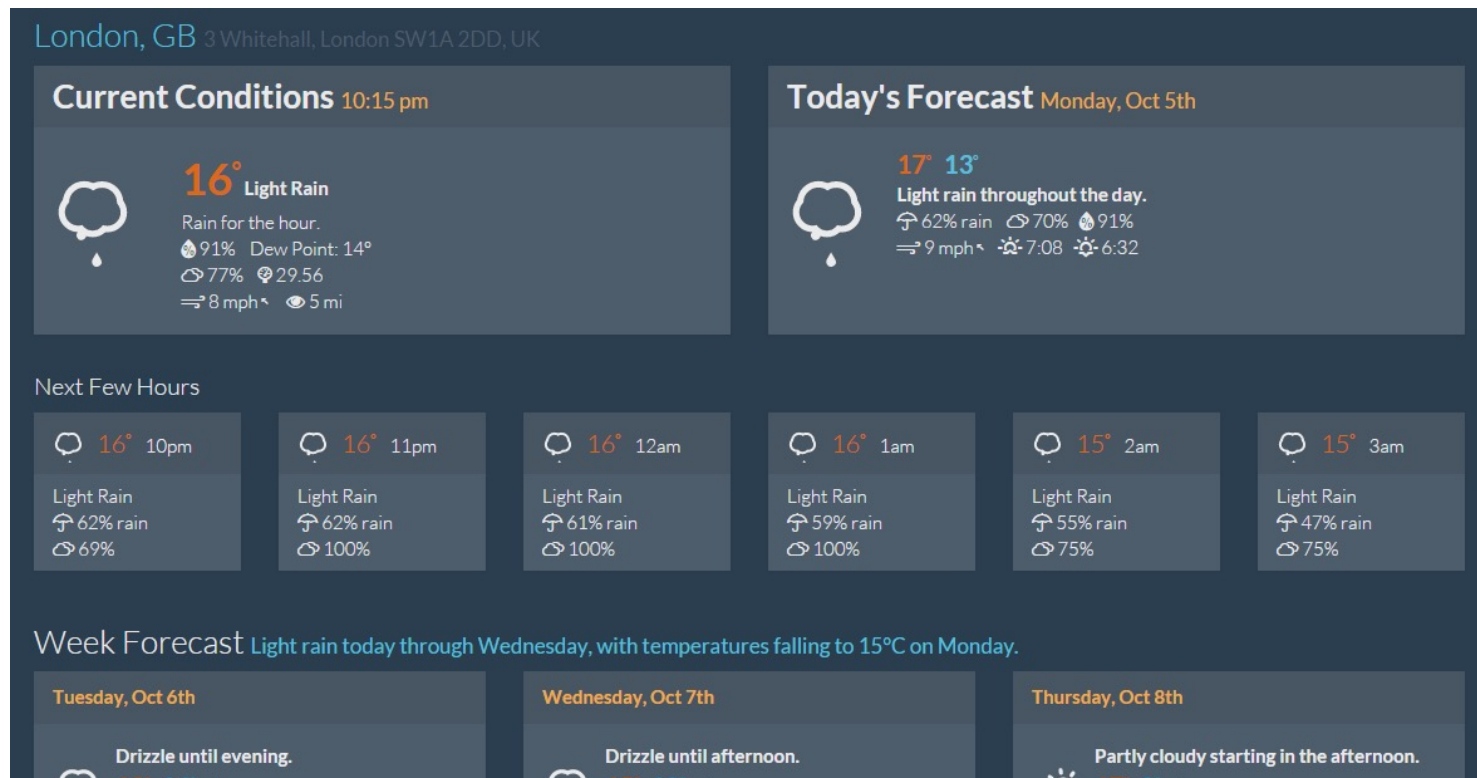 London, GB 3 Whitehall, London SW1A 2DD, UK
Current Conditions 10:15 pm
16° Light Rain
Rain for the hour.
91% Dew Point: 14°
77% 29.56
8 mph 5 mi
Today's Forecast Monday, Oct 5th
17° 13°
Light rain throughout the day.
62% rain 70% 91%
9 mph 7:08 6:32
Next Few Hours
16° 10pm
Light Rain
62% rain
69%
16° 11pm
Light Rain
62% rain
100%
16° 12am
Light Rain
61% rain
100%
16° 1am
Light Rain
59% rain
100%
15° 2am
Light Rain
55% rain
75%
15° 3am
Light Rain
47% rain
75%
Week Forecast Light rain today through Wednesday, with temperatures falling to 15°C on Monday.
Tuesday, Oct 6th
Drizzle until evening.
Wednesday, Oct 7th
Drizzle until afternoon.
Thursday, Oct 8th
Partly cloudy starting in the afternoon.